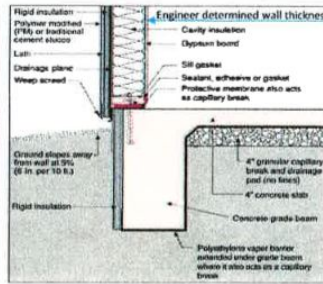 Rigid insulation
Polymer modified
(PM) or traditional
cement stucco
Lath
Drainage plane
Weep screed
Ground slopes away
from wall at 5%
(6 in. per 10 ft.)
Rigid insulation
Engineer determined wall thickness
Cavity insulation
Gypsum board
Sill gasket
Sealant, adhesive or gasket
Protective membrane also acts
as capillary break
4" granular capillary
break and drainage
pad (no fines)
4" concrete slab
Concrete grade beam
Polyethylene vapor barrier
extended under grade beam
where it also acts as a capillary
break